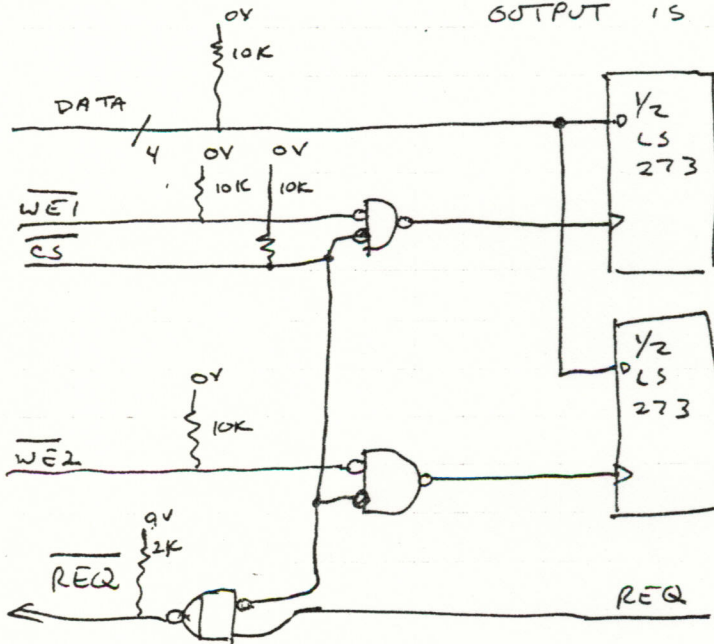 OUTPUT IS
0V
10K
DATA
4
0V
0V
10K
10K
WE1
CS
1/2
LS
273
0V
10K
WE2
1/2
LS
273
0V
2K
REQ
REQ